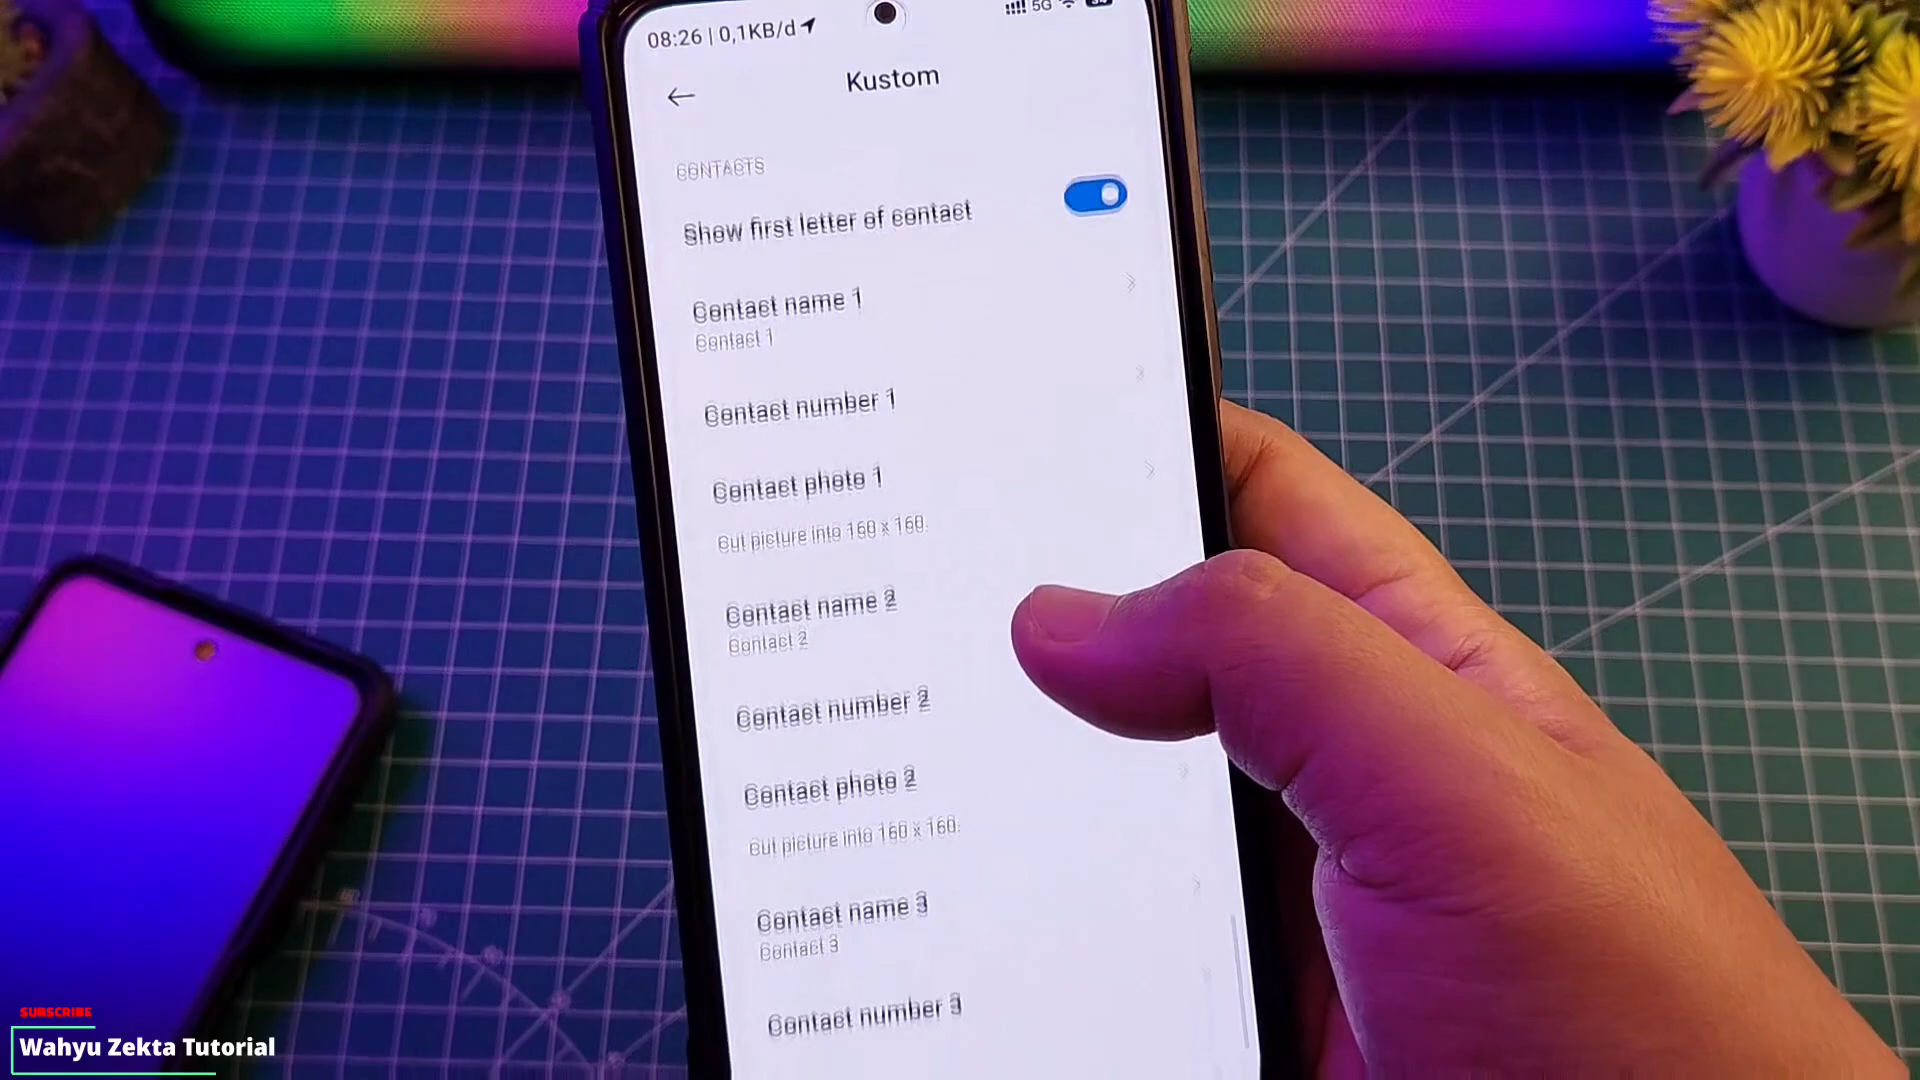 08:26 | 0,1KB/d
5G
Kustom
CONTACTS
Show first letter of contact
Contact name 1
Contact 1
Contact number 1
Contact photo 1
Cut picture into 160 x 160.
Contact name 2
Contact 2
Contact number 2
Contact photo 2
Cut picture into 160 x 160.
Contact name 3
Contact 3
Contact number 3
SUBSCRIBE
Wahyu Zekta Tutorial